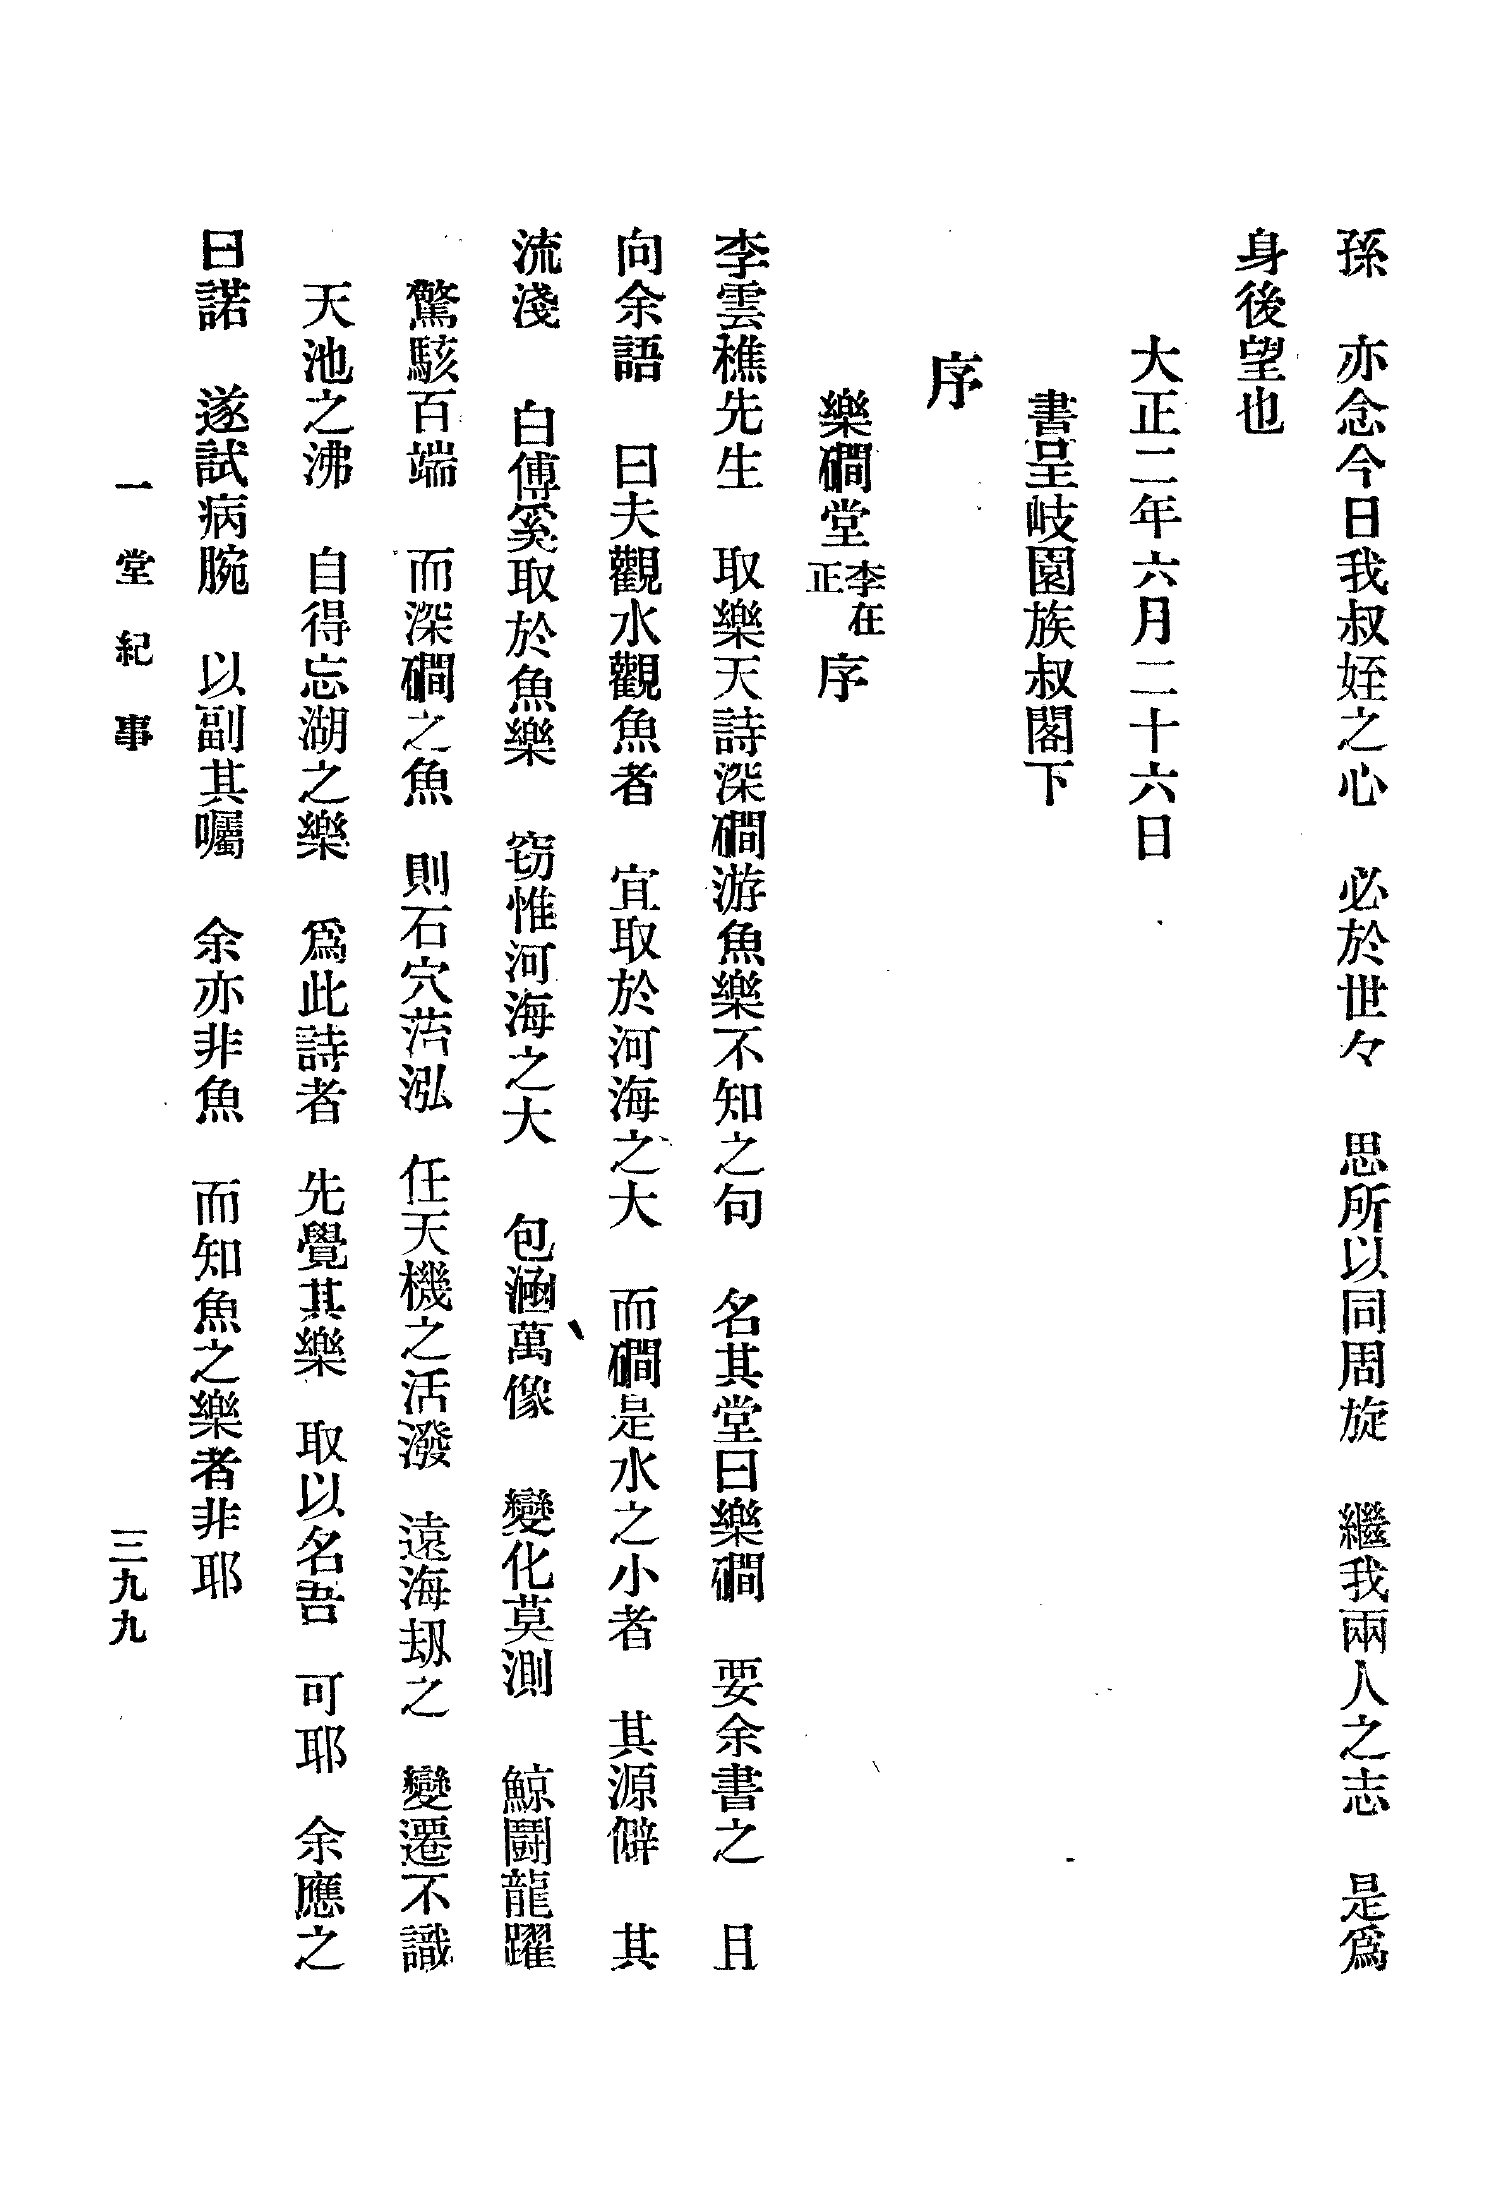 孫　亦念今日我叔姪之心　必於世々　思所以同周旋　繼我兩人之志　是爲
身後望也
大正二年六月二十六日
書呈岐園族叔閣下
序
樂磵堂李在正序
李雲樵先生　取樂天詩深磵游魚樂不知之句　名其堂曰樂磵　要余書之　且
向余語　曰夫觀水觀魚者　宜取於河海之大　而磵是水之小者　其源僻　其
流淺　白傅奚取於魚樂　窃惟河海之大　包涵萬像　變化莫測　鯨鬪龍躍
驚駭百端　而深磵之魚　則石穴萡泓　任天機之活潑　遠海刼之　變遷不識
天池之沸　自得忘湖之樂　爲此詩者　先覺其樂　取以名吾　可耶　余應之
曰諾　遂試病腕　以副其囑　余亦非魚　而知魚之樂者非耶
一堂紀事
三九九